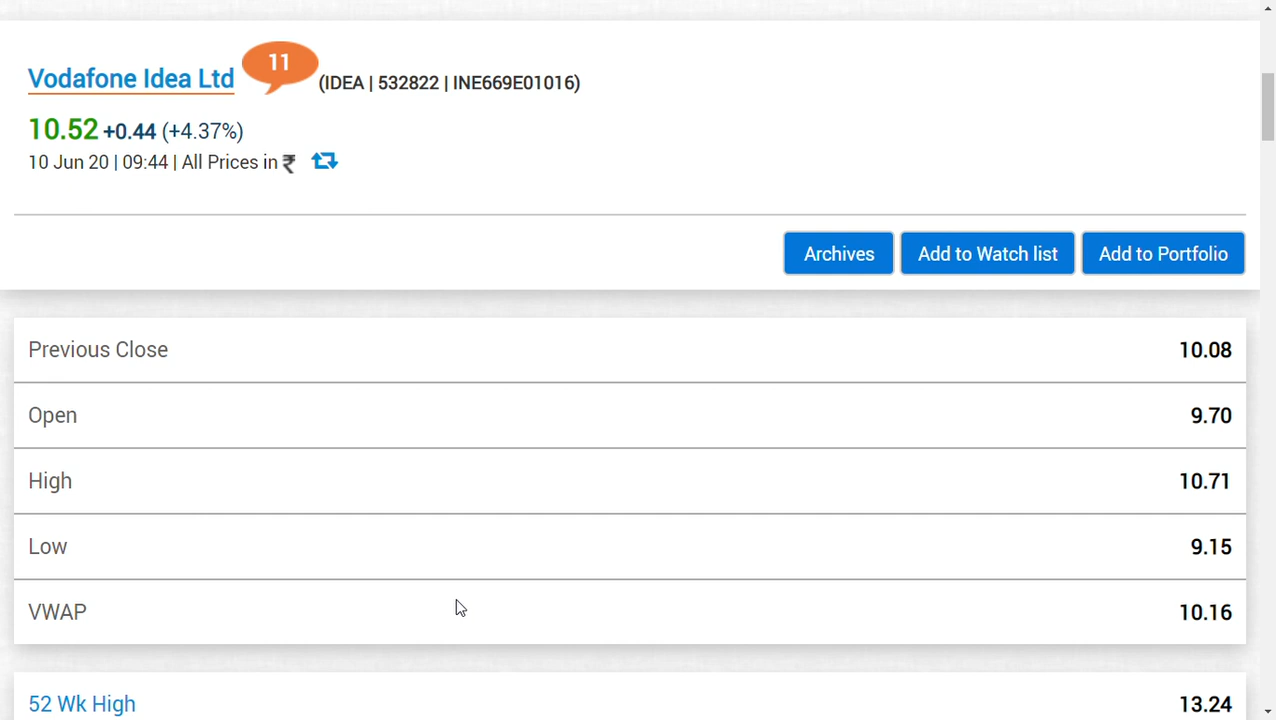 Vodafone Idea Ltd 11 (IDEA | 532822 | INE669E01016)
10.52 +0.44 (+4.37%)
10 Jun 20 | 09:44 | All Prices in ₹
Archives Add to Watch list Add to Portfolio
Previous Close 10.08
Open 9.70
High 10.71
Low 9.15
VWAP 10.16
52 Wk High 13.24